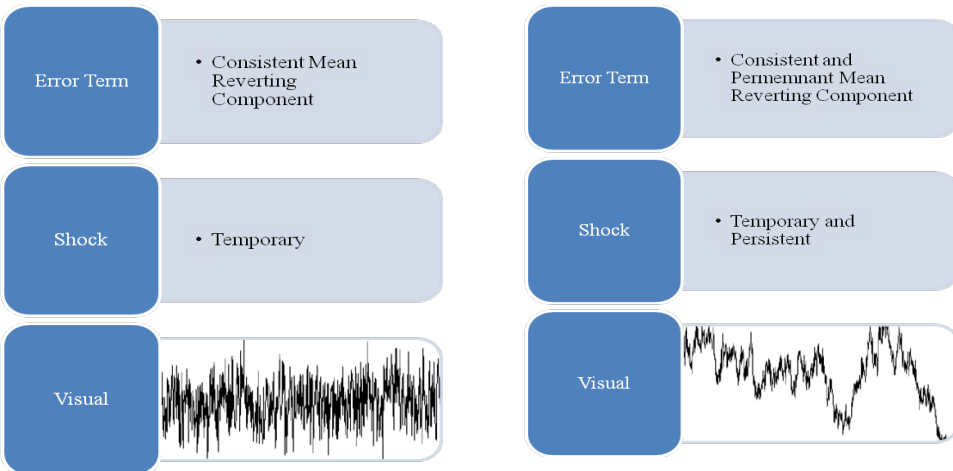 Error Term
• Consistent Mean
Reverting
Component
Shock
• Temporary
Visual
Error Term
• Consistent and
Permemnant Mean
Reverting Component
Shock
• Temporary and
Persistent
Visual